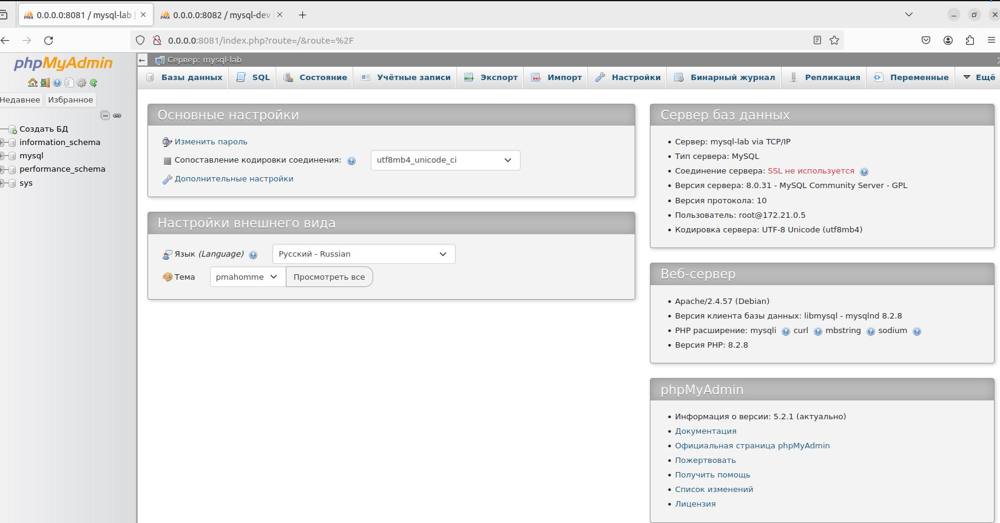 0.0.0.0:8081 / mysql-lab
0.0.0.0:8082 / mysql-dev
0.0.0.0:8081/index.php?route=/&route=%2F
phpMyAdmin
Недавнее Избранное
Создать БД
information_schema
mysql
performance_schema
sys
Сервер: mysql-lab
Базы данных SQL Состояние Учётные записи Экспорт Импорт Настройки Бинарный журнал Репликация Переменные Ещё
Основные настройки
Изменить пароль
Сопоставление кодировки соединения: utf8mb4_unicode_ci
Дополнительные настройки
Настройки внешнего вида
Язык (Language) Русский - Russian
Тема pmahomme Просмотреть все
Сервер баз данных
• Сервер: mysql-lab via TCP/IP
• Тип сервера: MySQL
• Соединение сервера: SSL не используется
• Версия сервера: 8.0.31 - MySQL Community Server - GPL
• Версия протокола: 10
• Пользователь: root@172.21.0.5
• Кодировка сервера: UTF-8 Unicode (utf8mb4)
Веб-сервер
• Apache/2.4.57 (Debian)
• Версия клиента базы данных: libmysql - mysqlnd 8.2.8
• PHP расширение: mysqli curl mbstring sodium
• Версия PHP: 8.2.8
phpMyAdmin
• Информация о версии: 5.2.1 (актуально)
• Документация
• Официальная страница phpMyAdmin
• Пожертвовать
• Получить помощь
• Список изменений
• Лицензия